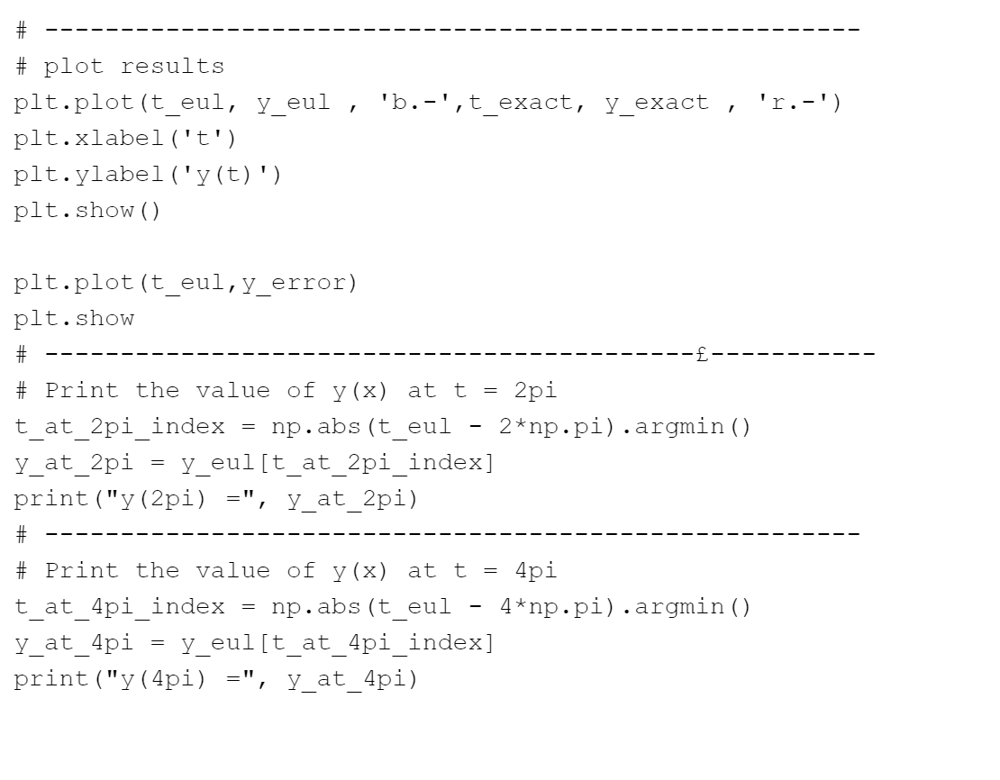 # ------------------------------------------------------
# plot results
plt.plot(t_eul, y_eul , 'b.-',t_exact, y_exact , 'r.-')
plt.xlabel('t')
plt.ylabel('y(t)')
plt.show()
plt.plot(t_eul,y_error)
plt.show
# -------------------------------------------£-----------
# Print the value of y(x) at t = 2pi
t_at_2pi_index = np.abs(t_eul - 2*np.pi).argmin()
y_at_2pi = y_eul[t_at_2pi_index]
print("y(2pi) =", y_at_2pi)
# ------------------------------------------------------
# Print the value of y(x) at t = 4pi
t_at_4pi_index = np.abs(t_eul - 4*np.pi).argmin()
y_at_4pi = y_eul[t_at_4pi_index]
print("y(4pi) =", y_at_4pi)